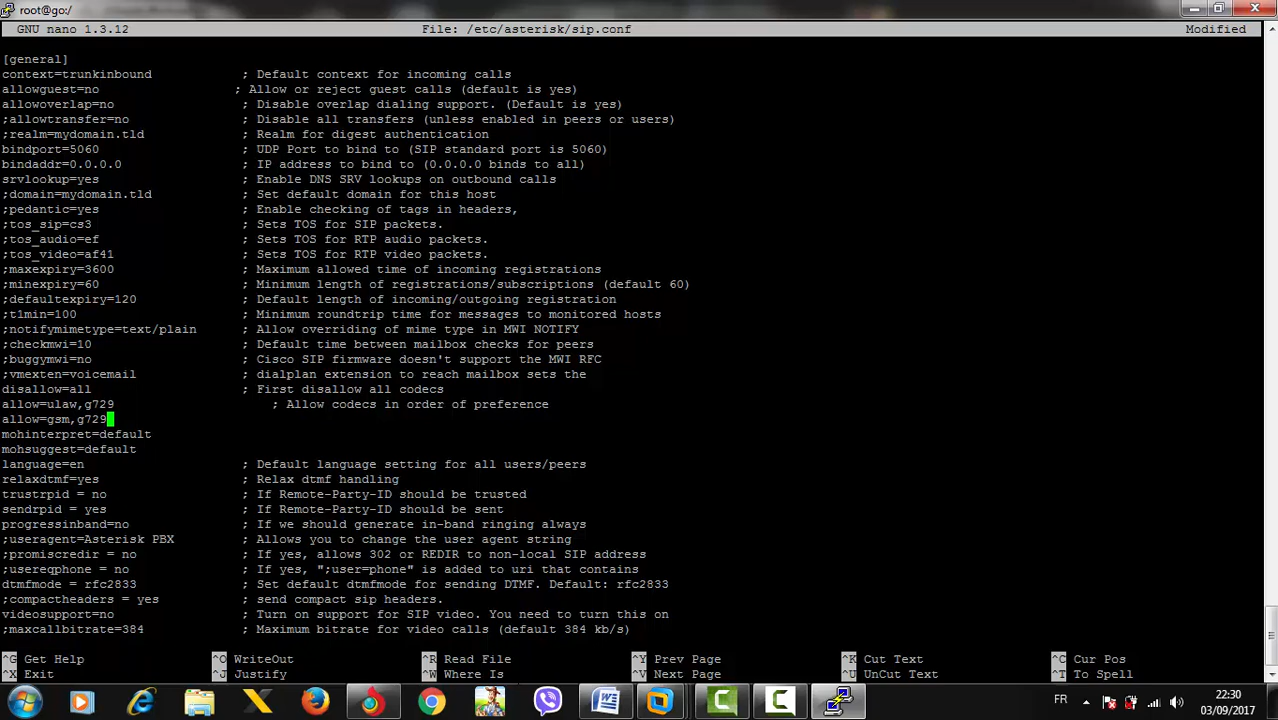 root@go:/
GNU nano 1.3.12 File: /etc/asterisk/sip.conf Modified
[general]
context=trunkinbound ; Default context for incoming calls
allowguest=no ; Allow or reject guest calls (default is yes)
allowoverlap=no ; Disable overlap dialing support. (Default is yes)
;allowtransfer=no ; Disable all transfers (unless enabled in peers or users)
;realm=mydomain.tld ; Realm for digest authentication
bindport=5060 ; UDP Port to bind to (SIP standard port is 5060)
bindaddr=0.0.0.0 ; IP address to bind to (0.0.0.0 binds to all)
srvlookup=yes ; Enable DNS SRV lookups on outbound calls
;domain=mydomain.tld ; Set default domain for this host
;pedantic=yes ; Enable checking of tags in headers,
;tos_sip=cs3 ; Sets TOS for SIP packets.
;tos_audio=ef ; Sets TOS for RTP audio packets.
;tos_video=af41 ; Sets TOS for RTP video packets.
;maxexpiry=3600 ; Maximum allowed time of incoming registrations
;minexpiry=60 ; Minimum length of registrations/subscriptions (default 60)
;defaultexpiry=120 ; Default length of incoming/outgoing registration
;t1min=100 ; Minimum roundtrip time for messages to monitored hosts
;notifymimetype=text/plain ; Allow overriding of mime type in MWI NOTIFY
;checkmwi=10 ; Default time between mailbox checks for peers
;buggymwi=no ; Cisco SIP firmware doesn't support the MWI RFC
;vmexten=voicemail ; dialplan extension to reach mailbox sets the
disallow=all ; First disallow all codecs
allow=ulaw,g729 ; Allow codecs in order of preference
allow=gsm,g729
mohinterpret=default
mohsuggest=default
language=en ; Default language setting for all users/peers
relaxdtmf=yes ; Relax dtmf handling
trustrpid = no ; If Remote-Party-ID should be trusted
sendrpid = yes ; If Remote-Party-ID should be sent
progressinband=no ; If we should generate in-band ringing always
;useragent=Asterisk PBX ; Allows you to change the user agent string
;promiscredir = no ; If yes, allows 302 or REDIR to non-local SIP address
;usereqphone = no ; If yes, ";user=phone" is added to uri that contains
dtmfmode = rfc2833 ; Set default dtmfmode for sending DTMF. Default: rfc2833
;compactheaders = yes ; send compact sip headers.
videosupport=no ; Turn on support for SIP video. You need to turn this on
;maxcallbitrate=384 ; Maximum bitrate for video calls (default 384 kb/s)
^G Get Help ^O WriteOut ^R Read File ^Y Prev Page ^K Cut Text ^C Cur Pos
^X Exit ^J Justify ^W Where Is ^V Next Page ^U UnCut Text ^T To Spell
FR 22:30
03/09/2017